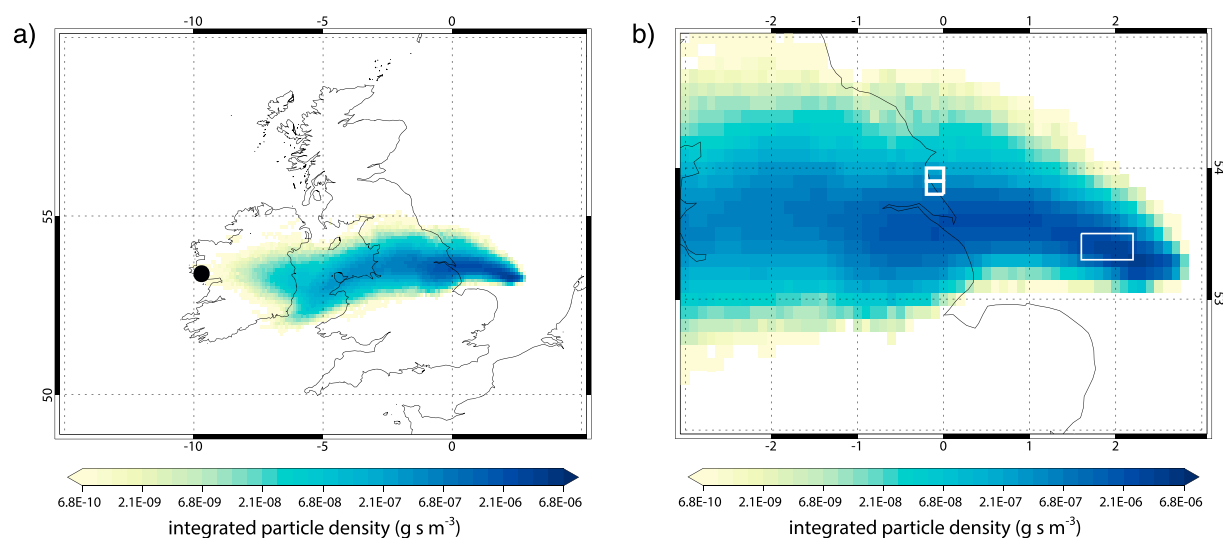 a)
-10 -5 0
55
50
-10 -5 0
6.8E-10 2.1E-09 6.8E-09 2.1E-08 6.8E-08 2.1E-07 6.8E-07 2.1E-06 6.8E-06
integrated particle density (g s m-3)
b)
-2 -1 0 1 2
54
53
-2 -1 0 1 2
6.8E-10 2.1E-09 6.8E-09 2.1E-08 6.8E-08 2.1E-07 6.8E-07 2.1E-06 6.8E-06
integrated particle density (g s m-3)